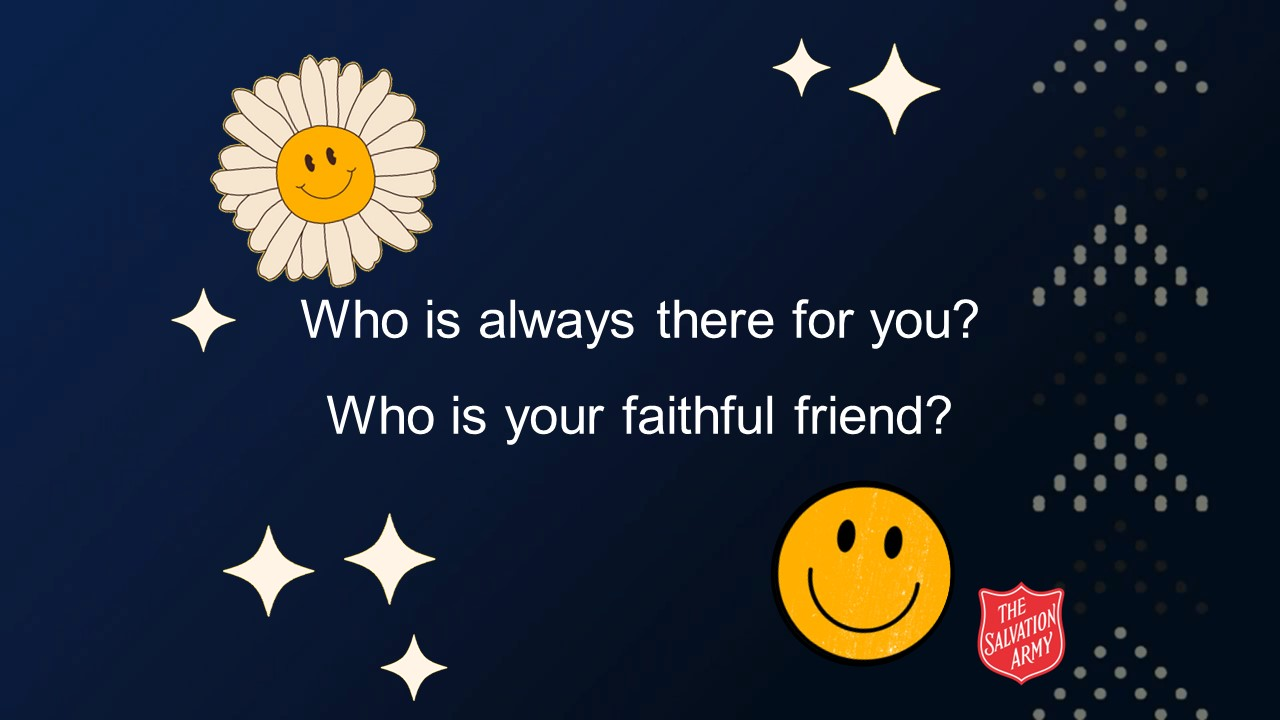 Who is always there for you?
Who is your faithful friend?
THE
SALVATION
ARMY